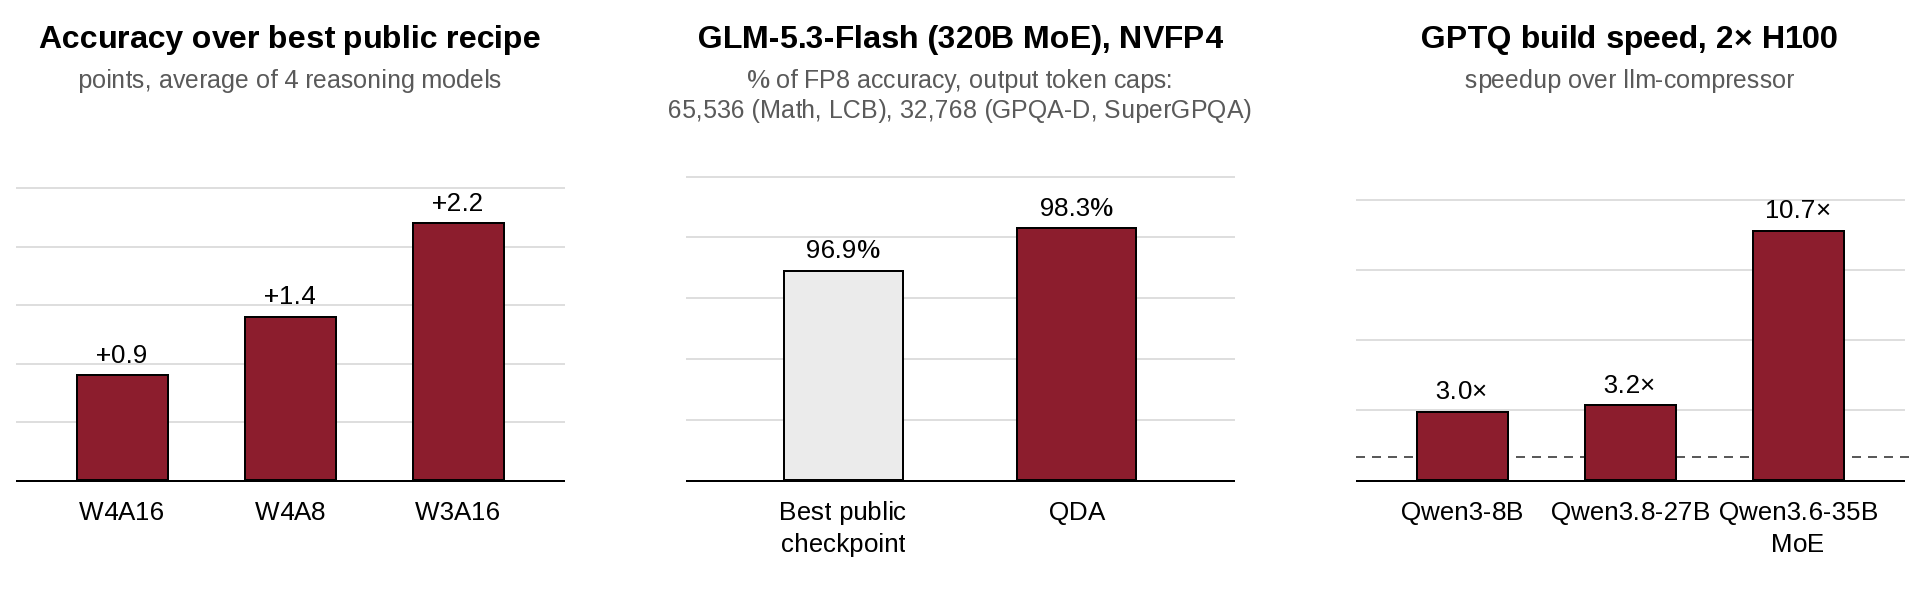 Accuracy over best public recipe
points, average of 4 reasoning models
+0.9
+1.4
+2.2
W4A16
W4A8
W3A16
GLM-5.3-Flash (320B MoE), NVFP4
% of FP8 accuracy, output token caps:
65,536 (Math, LCB), 32,768 (GPQA-D, SuperGPQA)
96.9%
98.3%
Best public
checkpoint
QDA
GPTQ build speed, 2× H100
speedup over llm-compressor
3.0×
3.2×
10.7×
Qwen3-8B
Qwen3.8-27B
Qwen3.6-35B
MoE